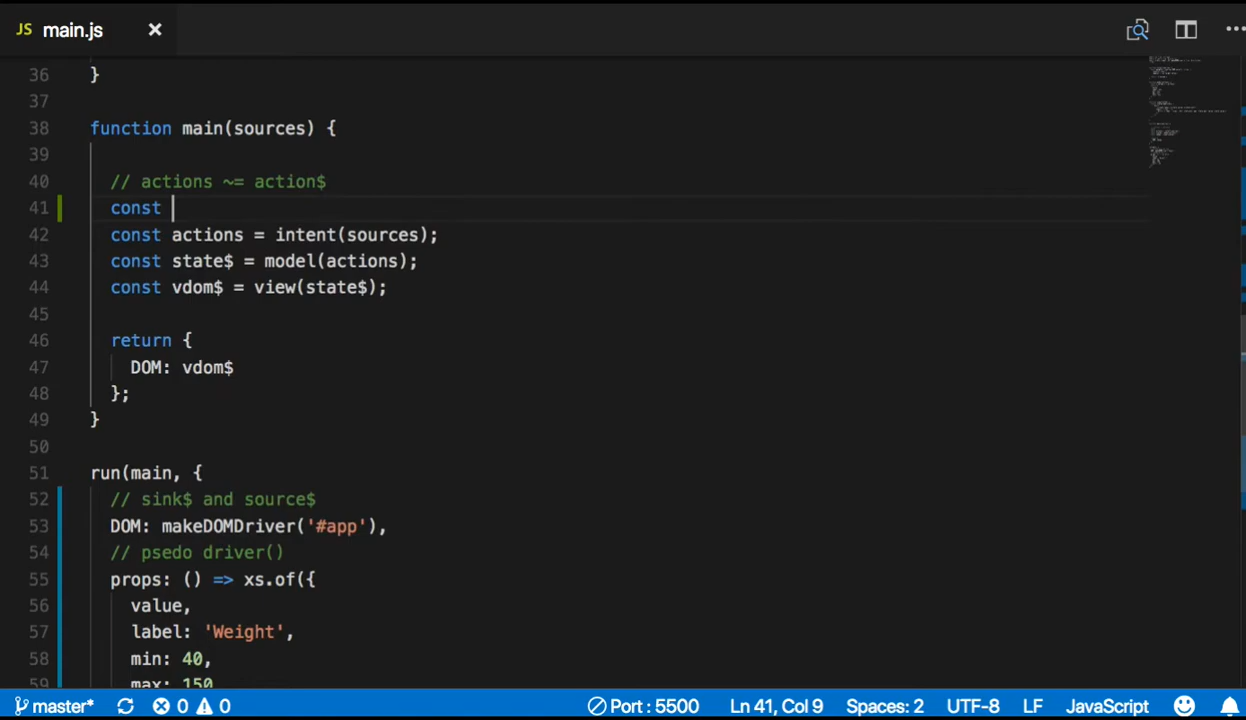 JS main.js ×
36 }
37
38 function main(sources) {
39
40 // actions ~= action$
41 const
42 const actions = intent(sources);
43 const state$ = model(actions);
44 const vdom$ = view(state$);
45
46 return {
47 DOM: vdom$
48 };
49 }
50
51 run(main, {
52 // sink$ and source$
53 DOM: makeDOMDriver('#app'),
54 // psedo driver()
55 props: () => xs.of({
56 value,
57 label: 'Weight',
58 min: 40,
59 max: 150
master* 0 0 Port : 5500 Ln 41, Col 9 Spaces: 2 UTF-8 LF JavaScript